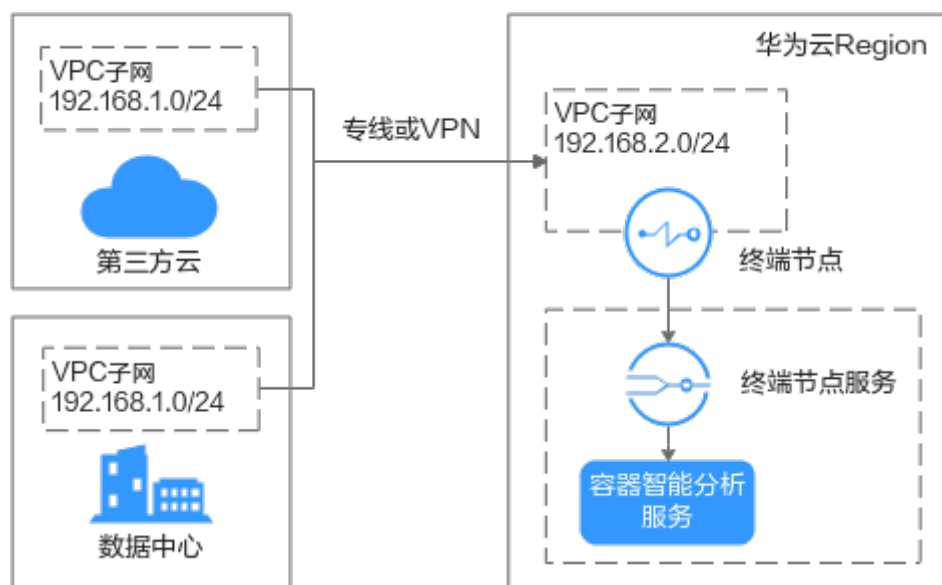 VPC子网
192.168.1.0/24
第三方云
VPC子网
192.168.1.0/24
数据中心
专线或VPN
华为云Region
VPC子网
192.168.2.0/24
终端节点
终端节点服务
容器智能分析
服务